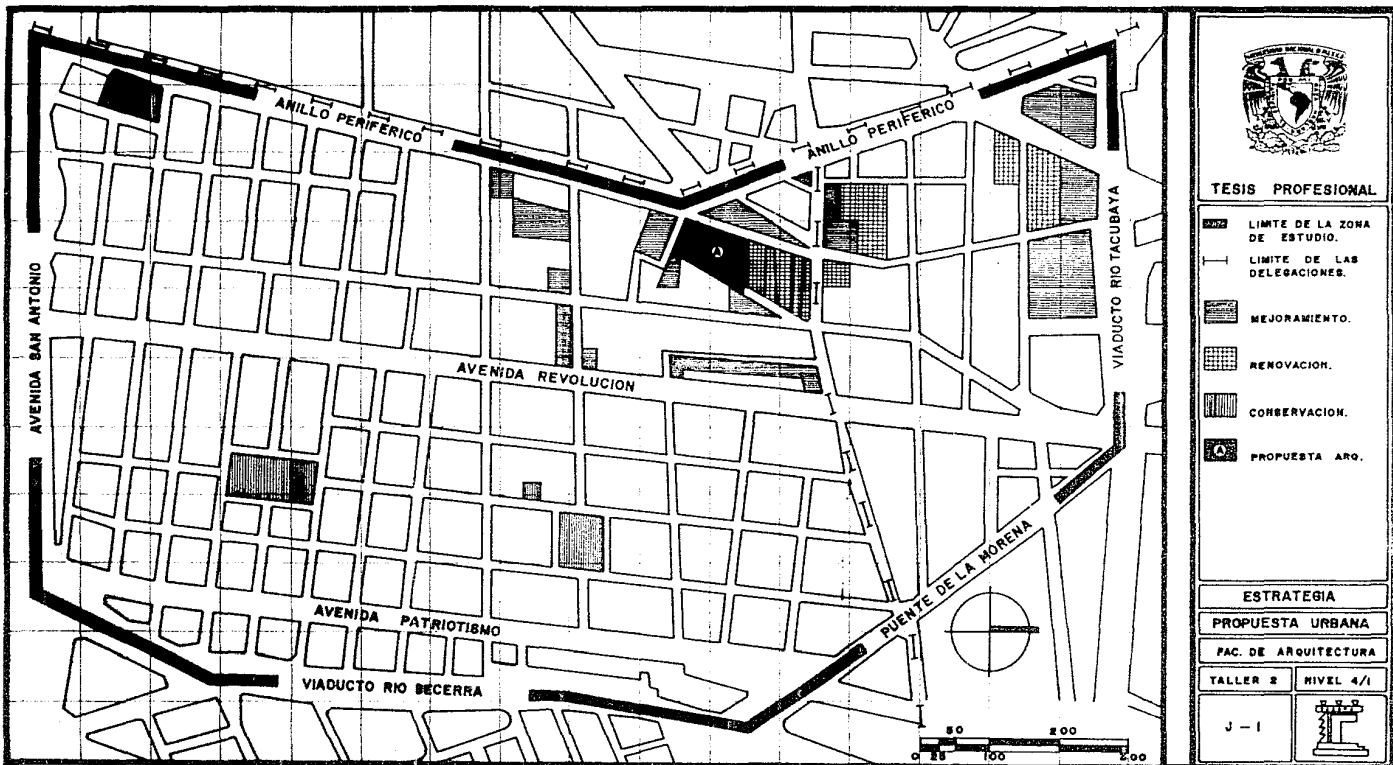 ANILLO PERIFERICO
ANILLO PERIFERICO
AVENIDA SAN ANTONIO
AVENIDA REVOLUCION
VIADUCTO RIO TACUBAYA
AVENIDA PATRIOTISMO
VIADUCTO RIO BECERRA
PUENTE DE LA MORENA
A
50 200
0 25 100
TESIS PROFESIONAL
LIMITE DE LA ZONA
DE ESTUDIO.
LIMITE DE LAS
DELEGACIONES.
MEJORAMIENTO.
RENOVACION.
CONSERVACION.
A PROPUESTA ARQ.
ESTRATEGIA
PROPUESTA URBANA
FAC. DE ARQUITECTURA
TALLER 2
NIVEL 4/1
J - 1